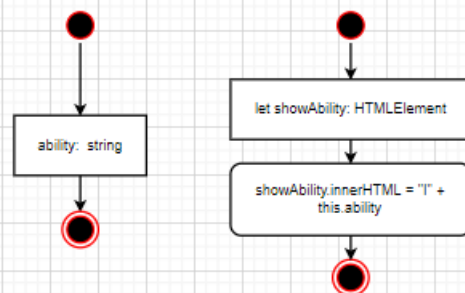 ability: string
let showAbility: HTMLElement
showAbility.innerHTML = "I" +
this.ability